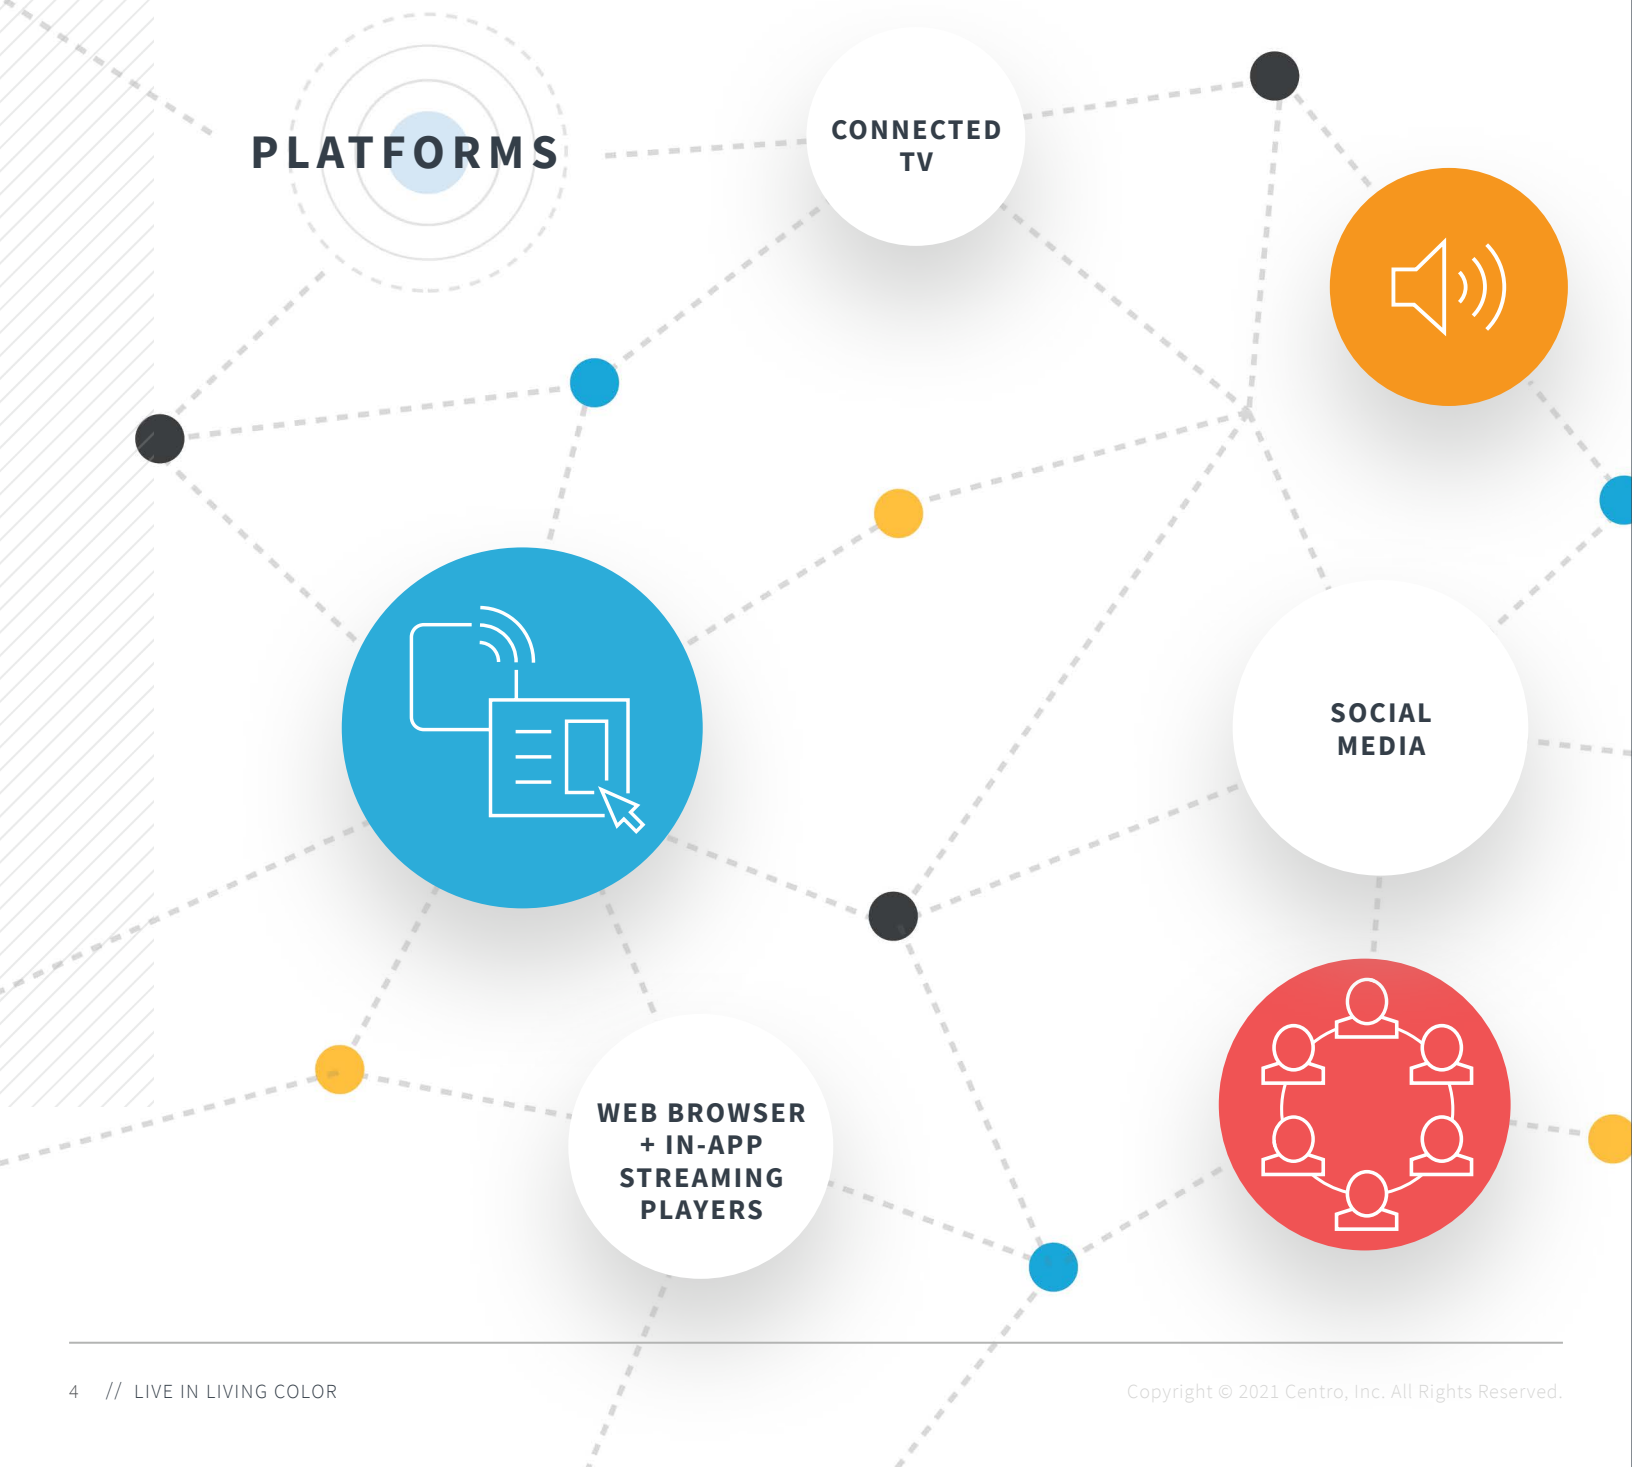 PLATFORMS
CONNECTED
TV
SOCIAL
MEDIA
WEB BROWSER
+ IN-APP
STREAMING
PLAYERS
4 // LIVE IN LIVING COLOR
Copyright © 2021 Centro, Inc. All Rights Reserved.